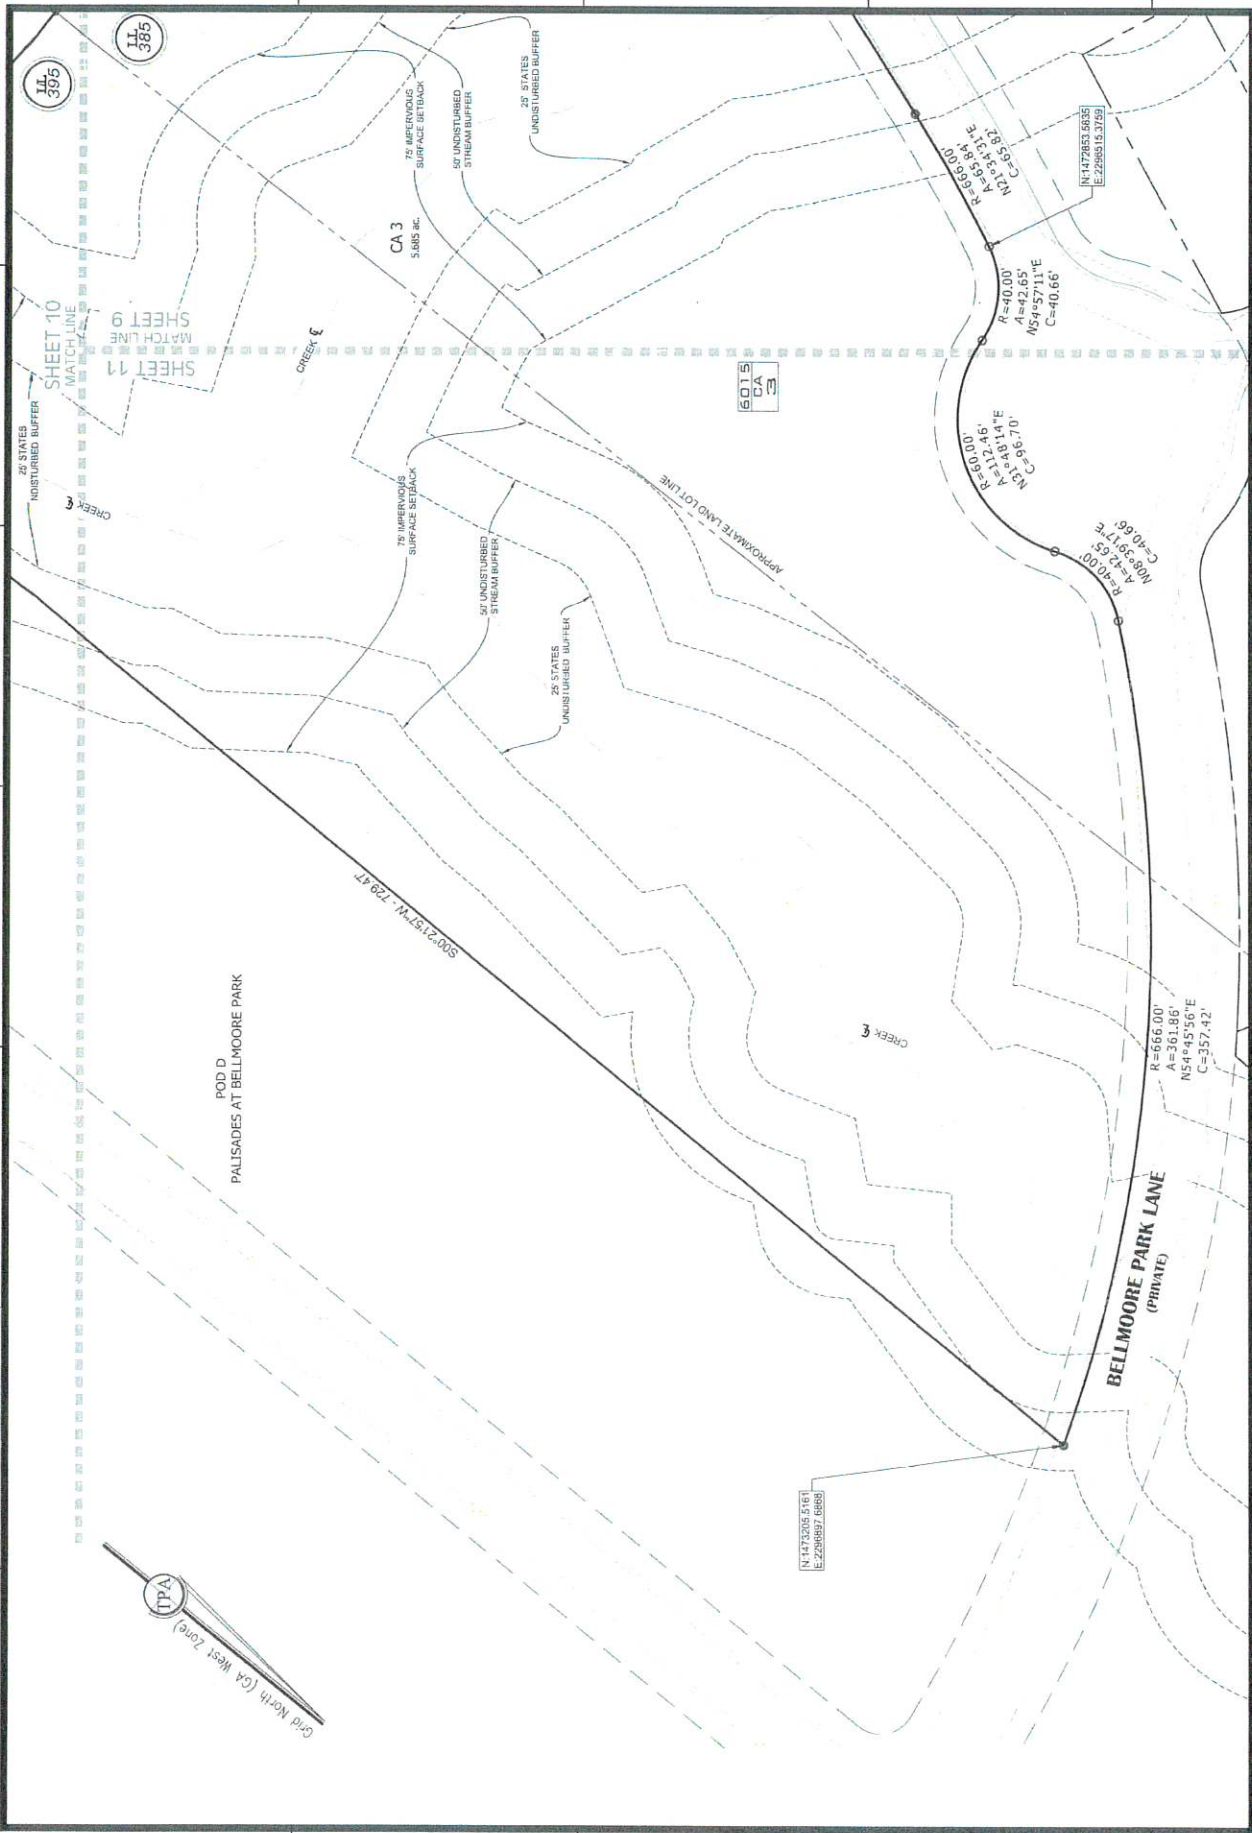 LL
395
LL
385
SHEET 10
MATCH LINE
SHEET 9
MATCH LINE
SHEET 11
25' STATES
NDISTURBED BUFFER
CREEK ℄
CREEK ℄
75' IMPERVIOUS
SURFACE SETBACK
50' UNDISTURBED
STREAM BUFFER
25' STATES
UNDISTURBED BUFFER
CA 3
5.685 ac.
75' IMPERVIOUS
SURFACE SETBACK
50' UNDISTURBED
STREAM BUFFER
25' STATES
UNDISTURBED BUFFER
APPROXIMATE LAND LOT LINE
6015
CA
3
R=666.00'
A=65.84'
N21°34'31"E
C=65.82'
N:1472853.5835
E:2296515.3759
R=40.00'
A=42.65'
N54°57'11"E
C=40.66'
R=60.00'
A=112.46'
N31°48'14"E
C=96.70'
R=40.00'
A=42.65'
N08°39'17"E
C=40.66'
S00°21'57"W - 729.47'
POD D
PALISADES AT BELLMOORE PARK
CREEK ℄
R=666.00'
A=361.86'
N54°45'56"E
C=357.42'
BELLMOORE PARK LANE
(PRIVATE)
N:1473205.5161
E:2296897.6868
TPA
Grid North (GA West Zone)